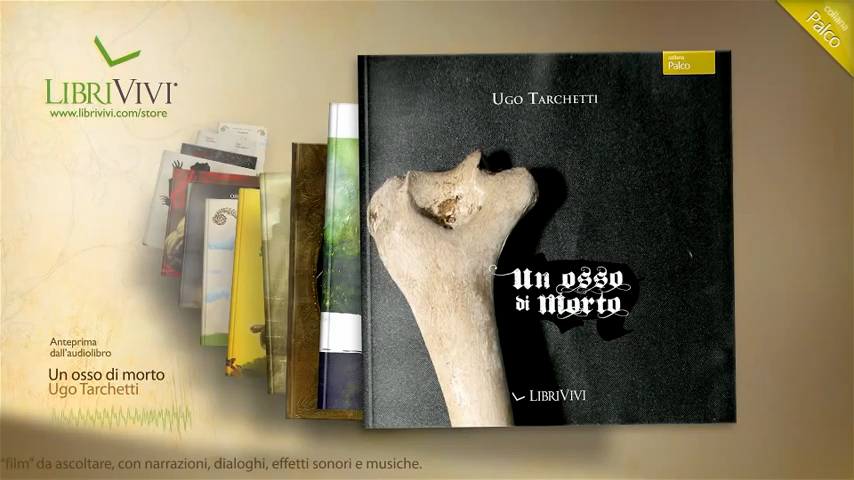 LIBRIVIVI
www.librivivi.com/store
collana
Palco
collana
Palco
UGO TARCHETTI
Un osso
di Morto
LIBRIVIVI
Anteprima
dall'audiolibro
Un osso di morto
Ugo Tarchetti
"film" da ascoltare, con narrazioni, dialoghi, effetti sonori e musiche.